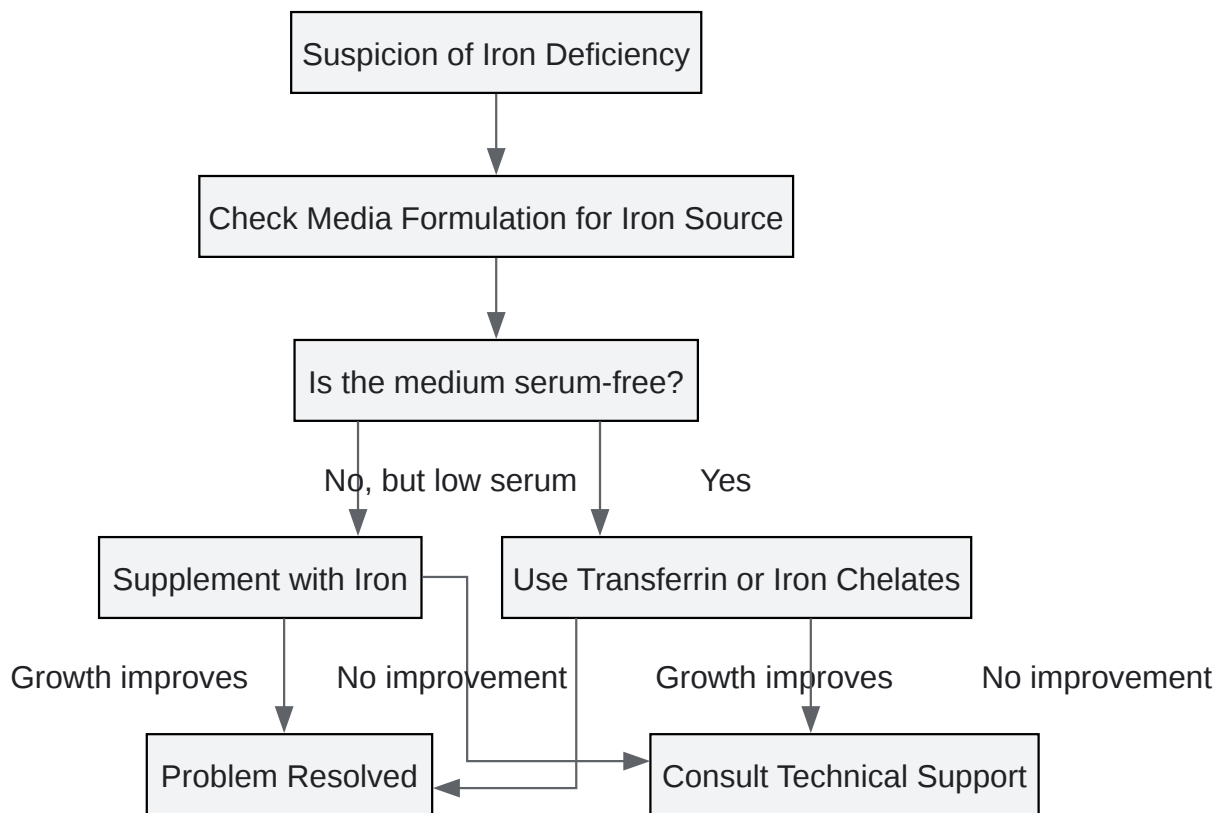 Suspicion of Iron Deficiency
Check Media Formulation for Iron Source
Is the medium serum-free?
No, but low serum
Yes
Supplement with Iron
Use Transferrin or Iron Chelates
Growth improves
No improvement
Growth improves
No improvement
Problem Resolved
Consult Technical Support